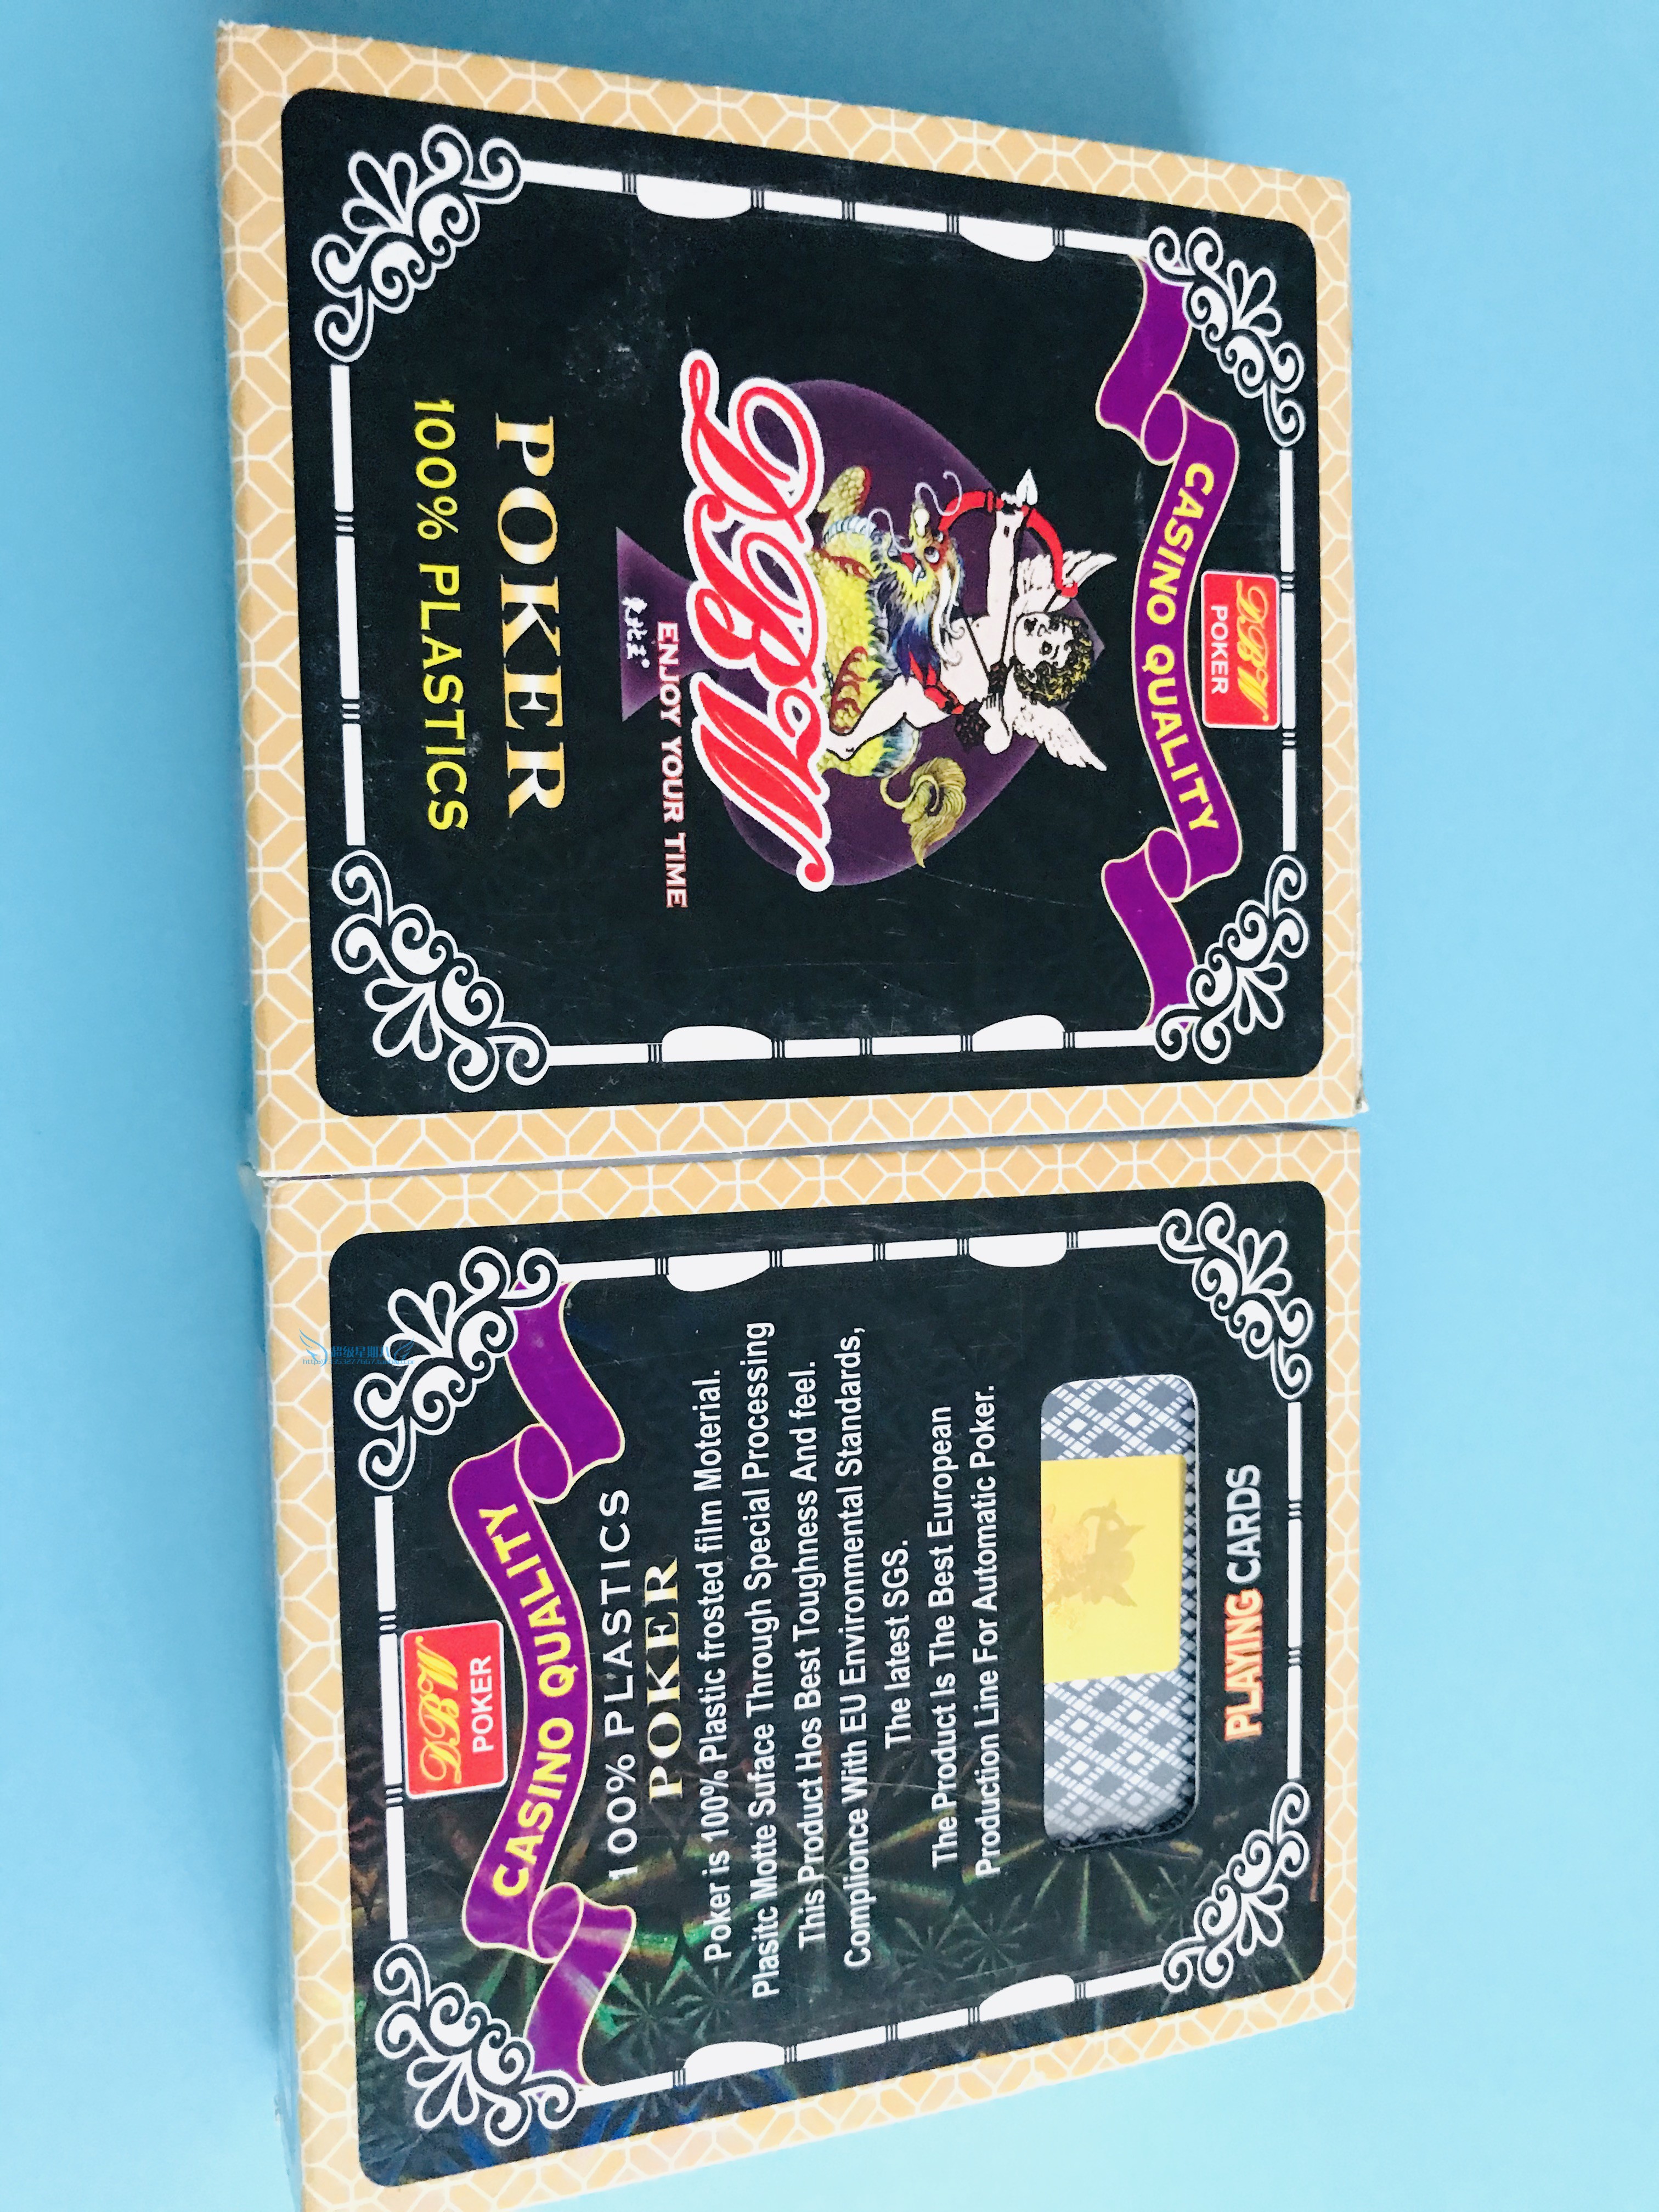 DBW
POKER
CASINO QUALITY
DBW
ENJOY YOUR TIME
POKER
100% PLASTICS
DBW
POKER
CASINO QUALITY
100% PLASTICS
POKER
Poker is 100% Plastic frosted film Moterial.
Plasitc Motte Suface Through Special Processing
This Product Hos Best Toughness And feel.
Complionce With EU Environmental Standards,
The latest SGS.
The Product Is The Best European
Production Line For Automatic Poker.
PLAYING CARDS